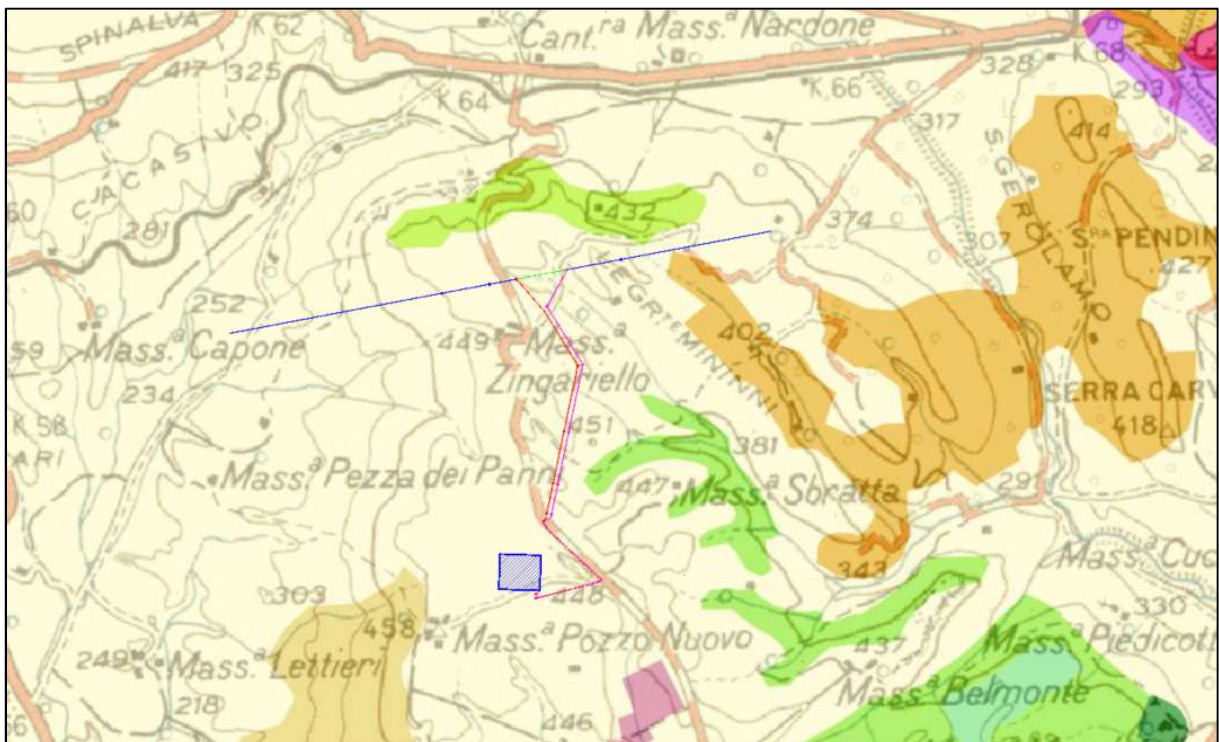 SPINALVA
K 62
Cant.ra Mass.a Nardone
417
325
K 64
K 66
328
K 68
293
317
414
C.JACASIVO
281
60
432
374
307
S.GEROLAMO
S.RA PENDIN
427
252
Mass.a Capone
449
Mass.a
Zingariello
402
59
234
SERRA CARV
418
K 58
ARI
451
381
Mass.a Pezza dei Pann
447
Mass.a Sbratta
291
343
Mass.a Cuc
303
448
330
458
Mass.a Pozzo Nuovo
437
Mass.a Piedicott
249
Mass.a Lettieri
Mass.a Belmonte
218
446
66